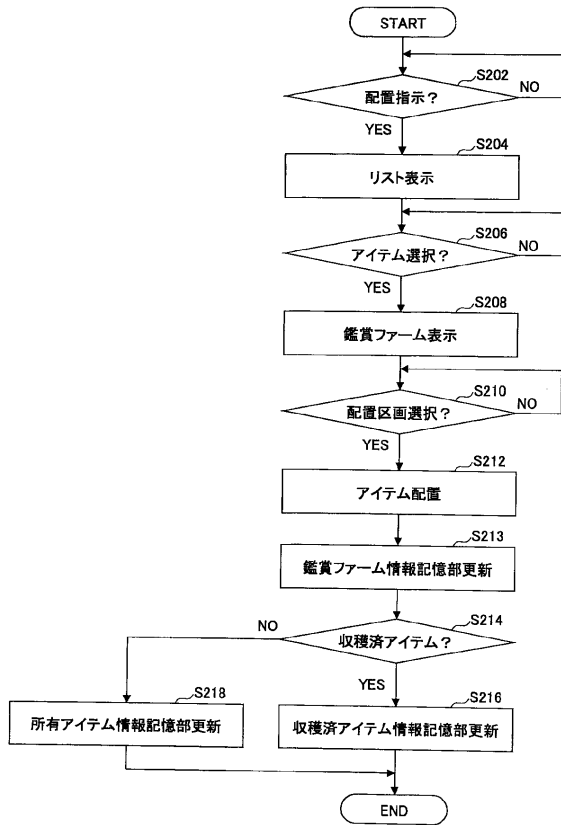 START
S202
配置指示？
NO
YES
S204
リスト表示
S206
アイテム選択？
NO
YES
S208
鑑賞ファーム表示
S210
配置区画選択？
NO
YES
S212
アイテム配置
S213
鑑賞ファーム情報記憶部更新
S214
NO
収穫済アイテム？
YES
S218
S216
所有アイテム情報記憶部更新
収穫済アイテム情報記憶部更新
END